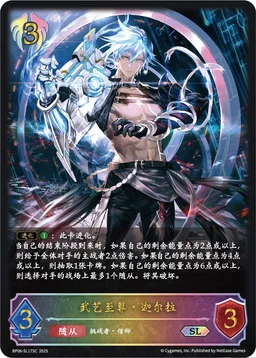 3
进化 1 ：此卡进化。
当自己的结束阶段到来时，如果自己的剩余能量点为2点或以上，
则给予全体对手的主战者2点伤害。如果自己的剩余能量点为4点
或以上，则抽取1张卡牌。如果自己的剩余能量点为6点或以上，
则选择对手的战场上最多1个随从。将其破坏。
武艺至尊·迦尔拉
3
随从
挑战者·信仰
SL
3
BP06-SL17SC 2025
© Cygames, Inc. Published by NetEase Games